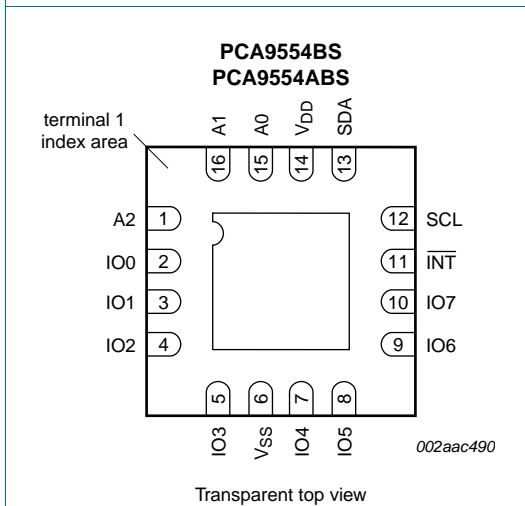 PCA9554BS
PCA9554ABS
terminal 1
index area
A1
A0
VDD
SDA
16
15
14
13
A2 1
12 SCL
IO0 2
11 INT
IO1 3
10 IO7
IO2 4
9 IO6
5
6
7
8
IO3
VSS
IO4
IO5
002aac490
Transparent top view